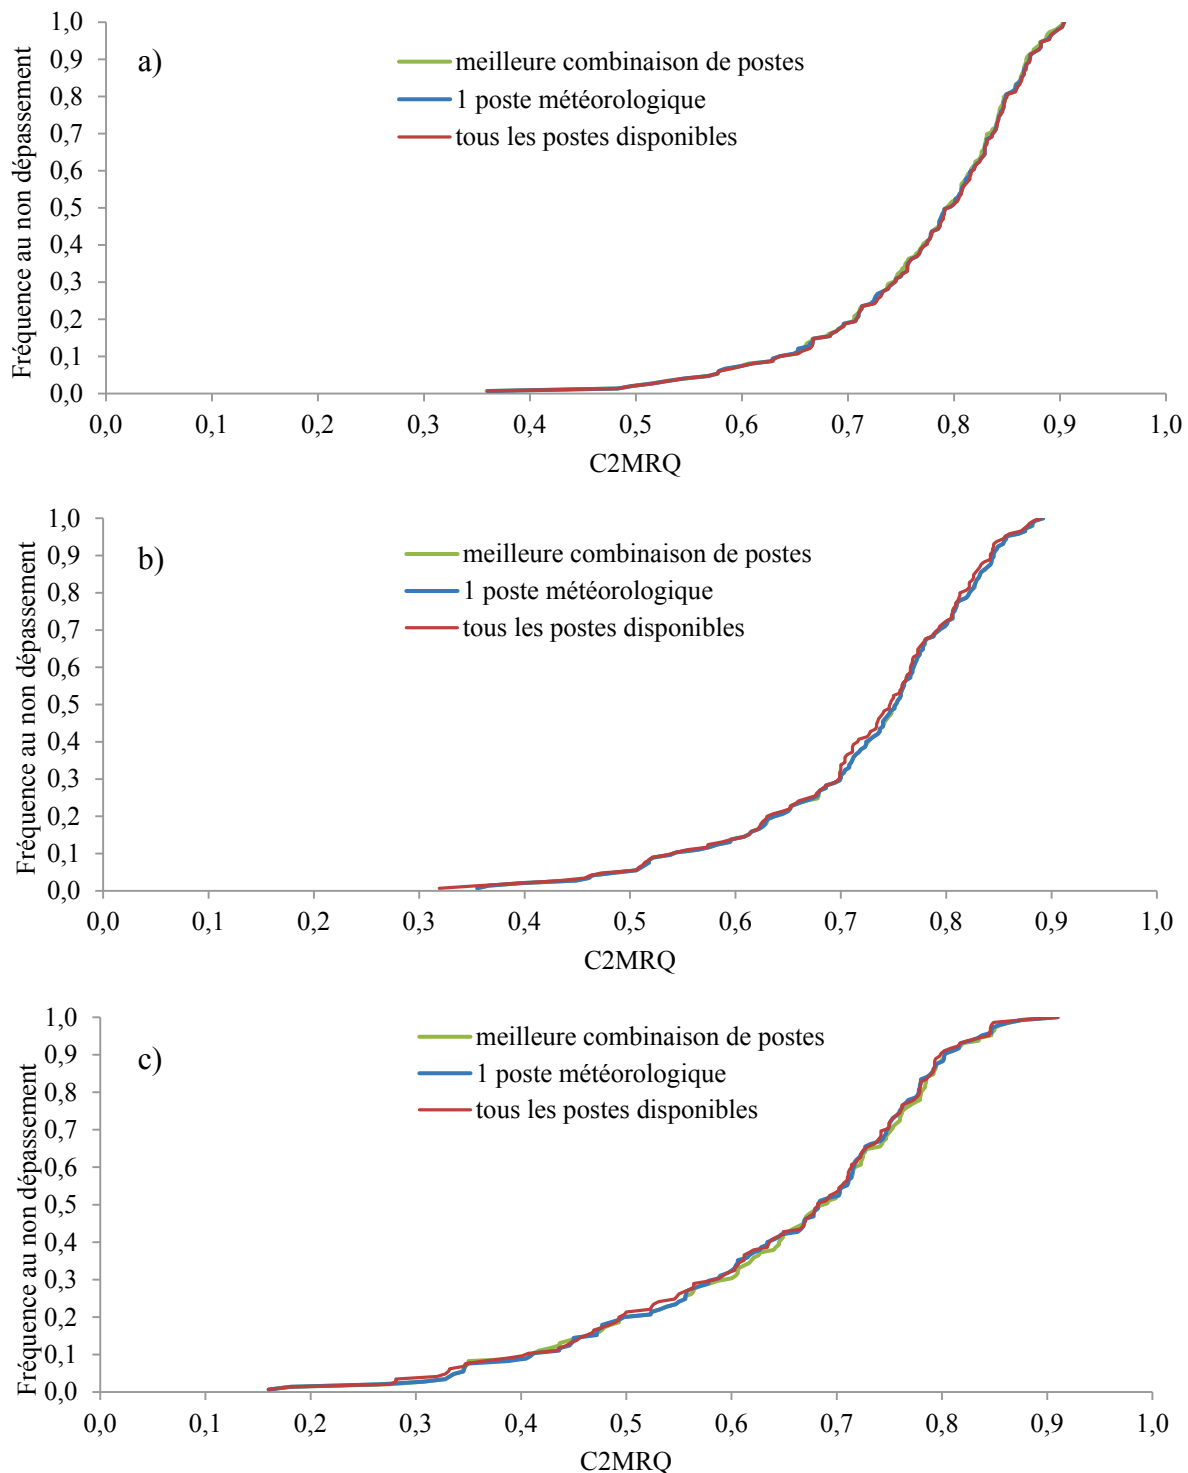 1,0
0,9
0,8
0,7
0,6
0,5
0,4
0,3
0,2
0,1
0,0
Fréquence au non dépassement
a)
meilleure combinaison de postes
1 poste météorologique
tous les postes disponibles
0,0 0,1 0,2 0,3 0,4 0,5 0,6 0,7 0,8 0,9 1,0
C2MRQ
1,0
0,9
0,8
0,7
0,6
0,5
0,4
0,3
0,2
0,1
0,0
Fréquence au non dépassement
b)
meilleure combinaison de postes
1 poste météorologique
tous les postes disponibles
0,0 0,1 0,2 0,3 0,4 0,5 0,6 0,7 0,8 0,9 1,0
C2MRQ
1,0
0,9
0,8
0,7
0,6
0,5
0,4
0,3
0,2
0,1
0,0
Fréquence au non dépassement
c)
meilleure combinaison de postes
1 poste météorologique
tous les postes disponibles
0,0 0,1 0,2 0,3 0,4 0,5 0,6 0,7 0,8 0,9 1,0
C2MRQ